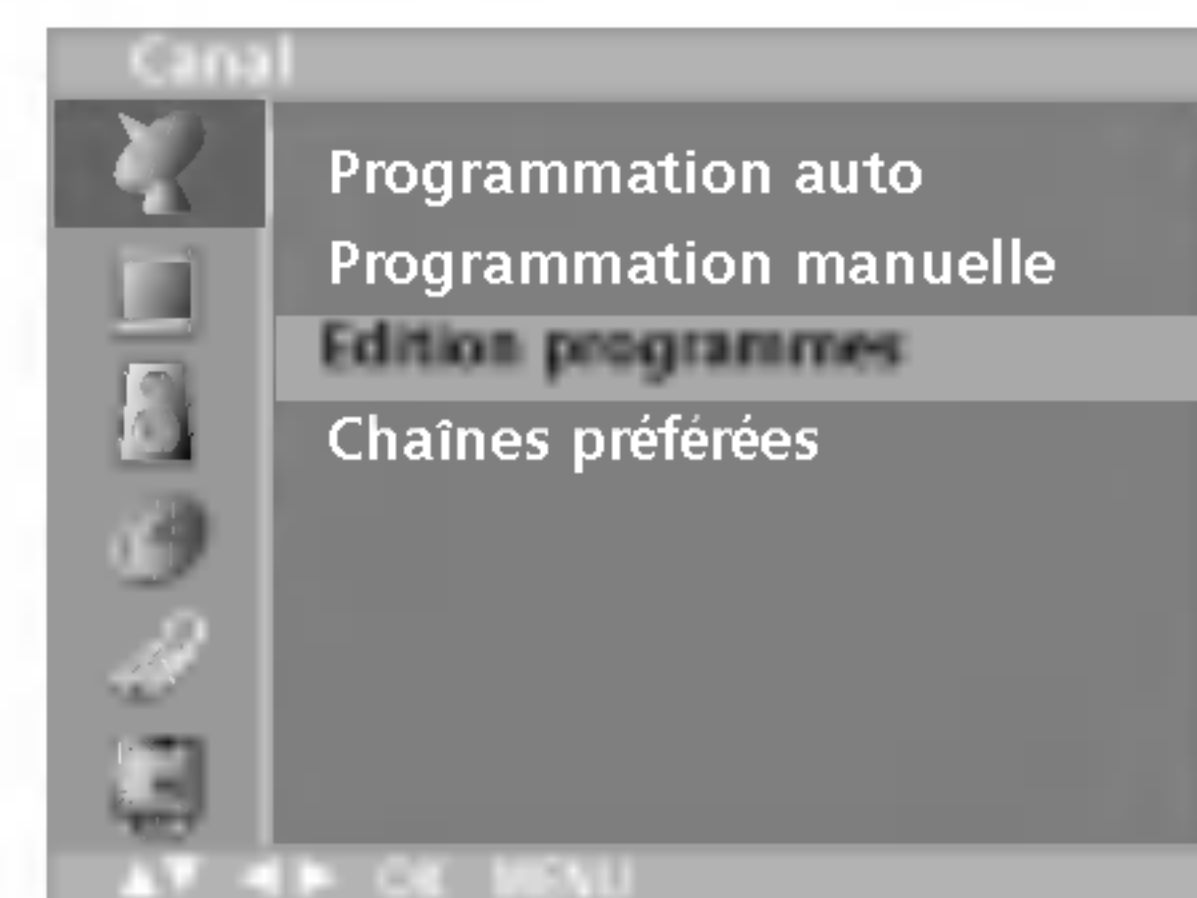 Canal
Programmation auto
Programmation manuelle
Edition programmes
Chaînes préférées
▲▼ ◀▶ OK MENU